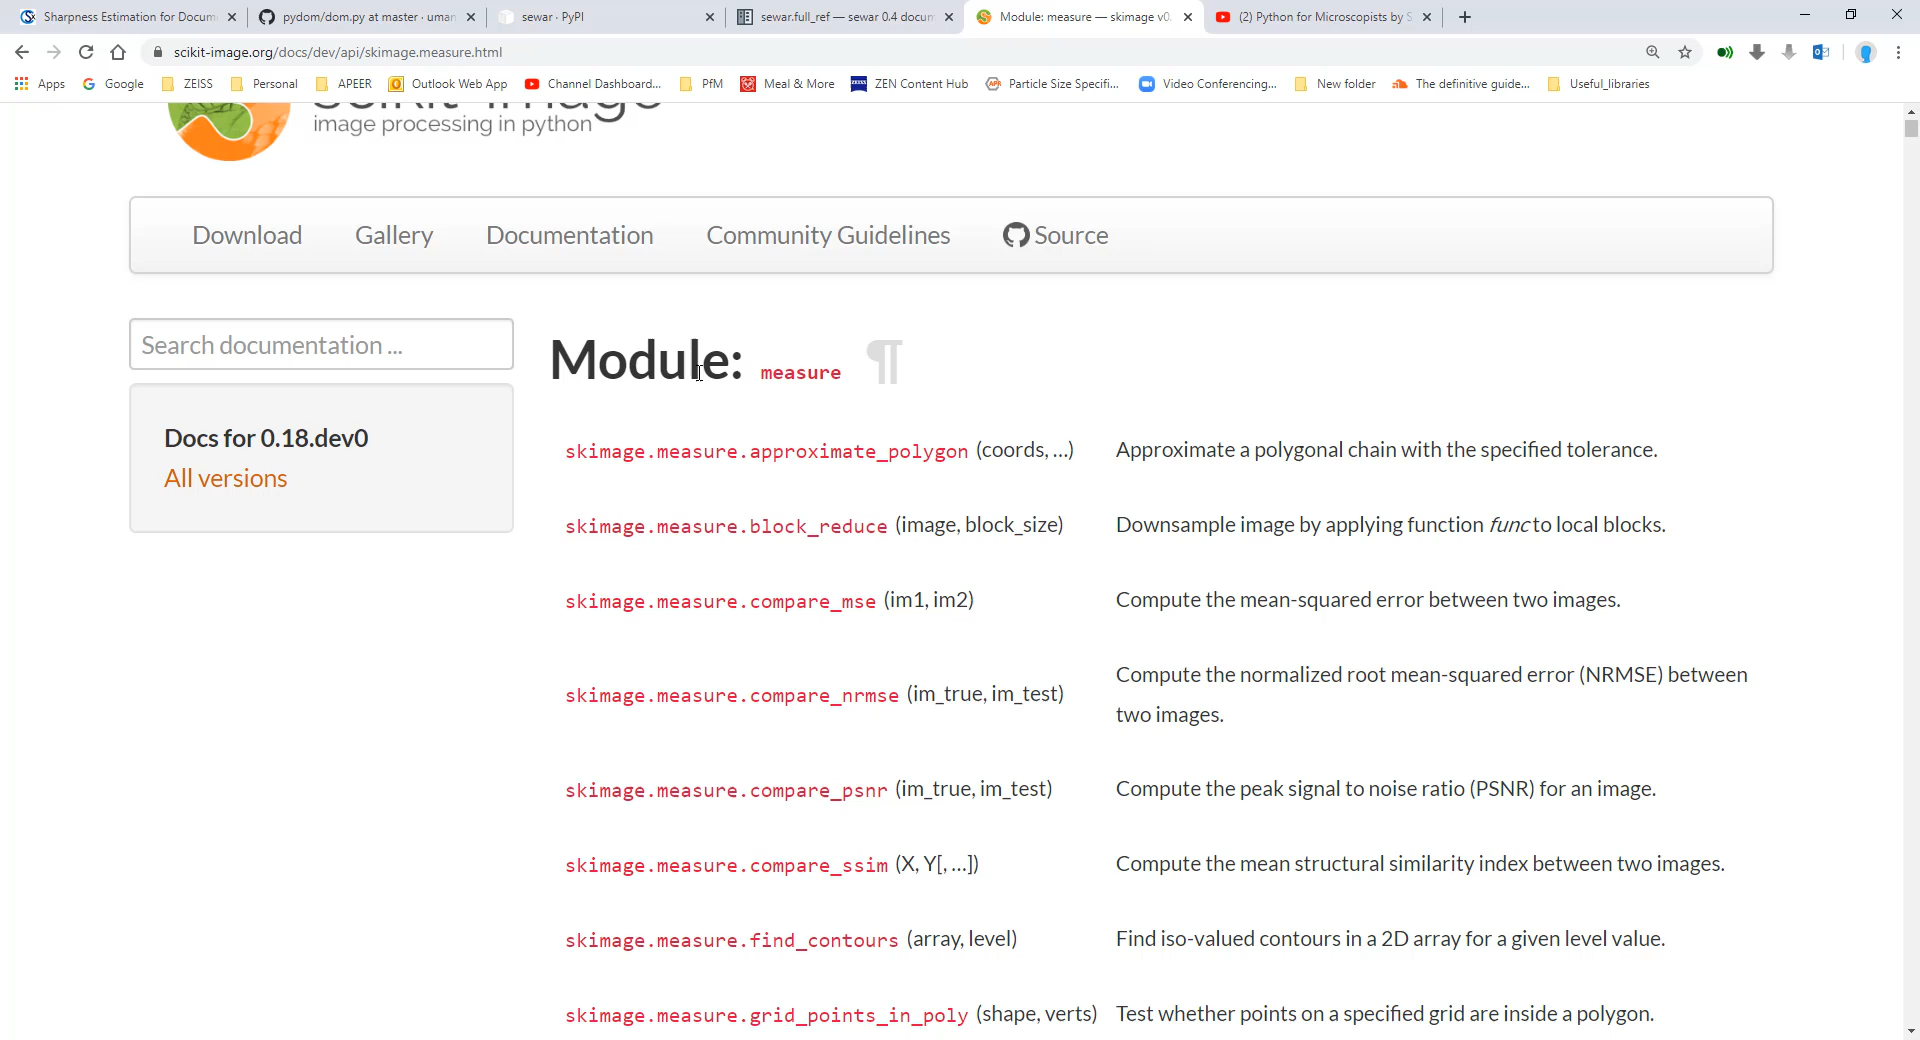 Sharpness Estimation for Docum
pydom/dom.py at master · umar
sewar · PyPI
sewar.full_ref — sewar 0.4 docum
Module: measure — skimage v0.
(2) Python for Microscopists by S
scikit-image.org/docs/dev/api/skimage.measure.html
Apps
Google
ZEISS
Personal
APEER
Outlook Web App
Channel Dashboard...
PfM
Meal & More
ZEN Content Hub
Particle Size Specifi...
Video Conferencing...
New folder
The definitive guide...
Useful_libraries
scikit-image
image processing in python
Download Gallery Documentation Community Guidelines Source
Search documentation ...
Docs for 0.18.dev0
All versions
Module: measure ¶
skimage.measure.approximate_polygon (coords, ...) Approximate a polygonal chain with the specified tolerance.
skimage.measure.block_reduce (image, block_size) Downsample image by applying function func to local blocks.
skimage.measure.compare_mse (im1, im2) Compute the mean-squared error between two images.
skimage.measure.compare_nrmse (im_true, im_test) Compute the normalized root mean-squared error (NRMSE) between
two images.
skimage.measure.compare_psnr (im_true, im_test) Compute the peak signal to noise ratio (PSNR) for an image.
skimage.measure.compare_ssim (X, Y[, ...]) Compute the mean structural similarity index between two images.
skimage.measure.find_contours (array, level) Find iso-valued contours in a 2D array for a given level value.
skimage.measure.grid_points_in_poly (shape, verts) Test whether points on a specified grid are inside a polygon.